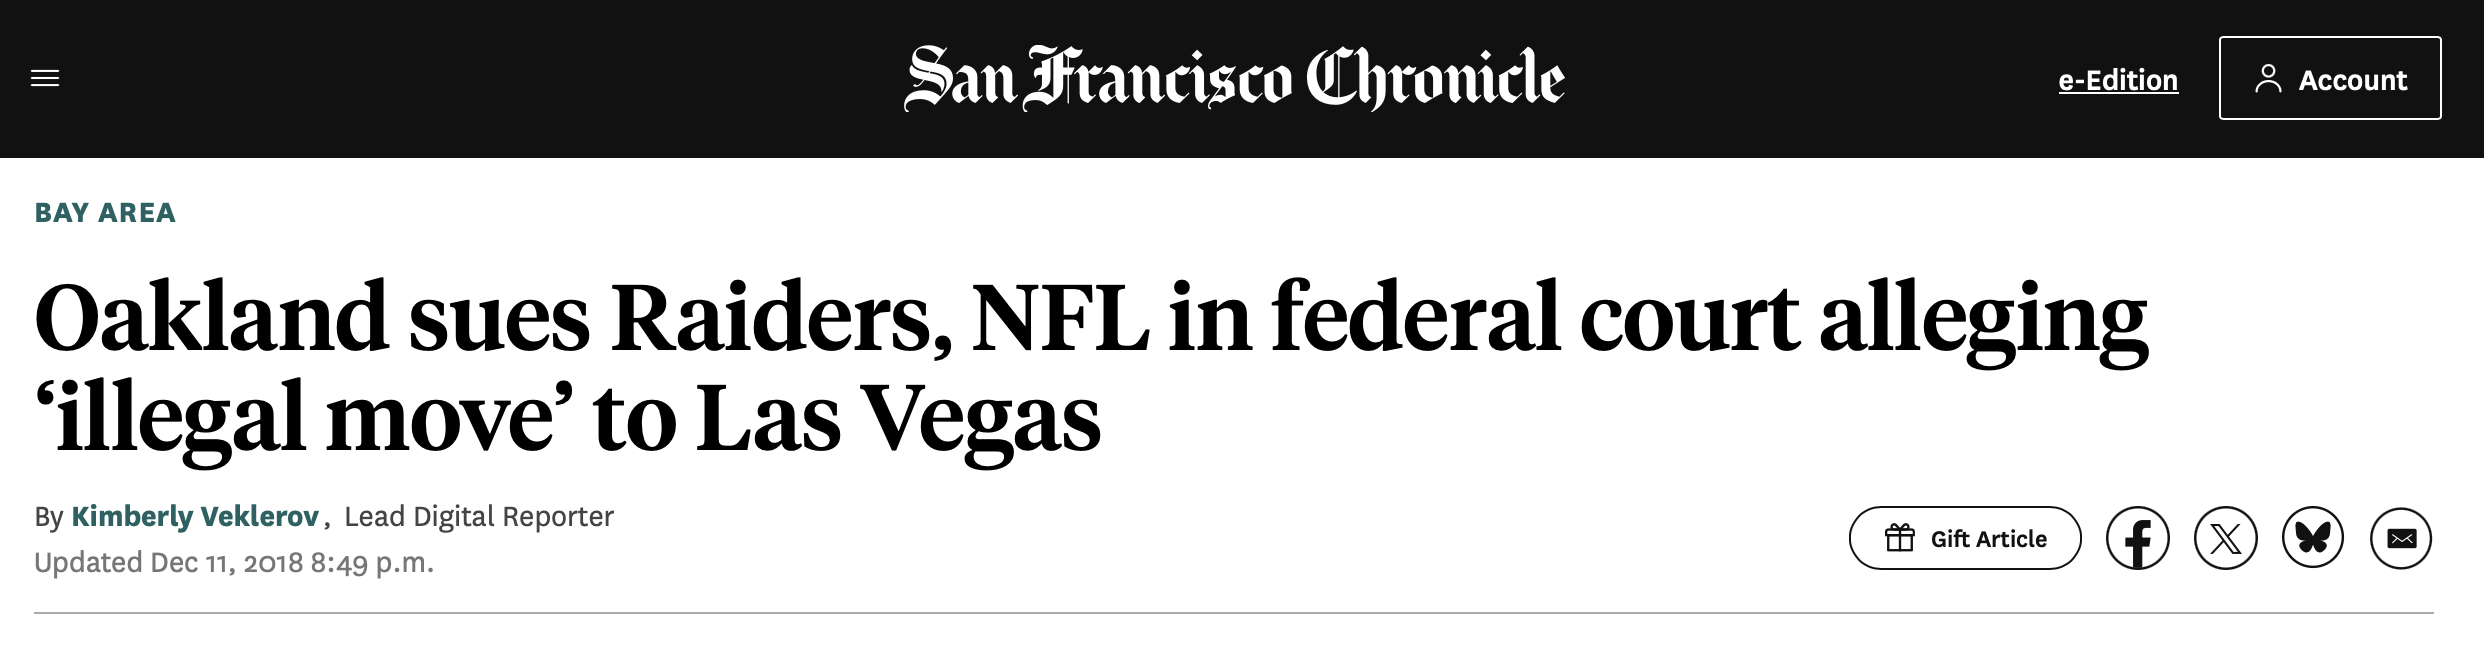 San Francisco Chronicle
e-Edition
Account
BAY AREA
Oakland sues Raiders, NFL in federal court alleging
‘illegal move’ to Las Vegas
By Kimberly Veklerov, Lead Digital Reporter
Updated Dec 11, 2018 8:49 p.m.
Gift Article